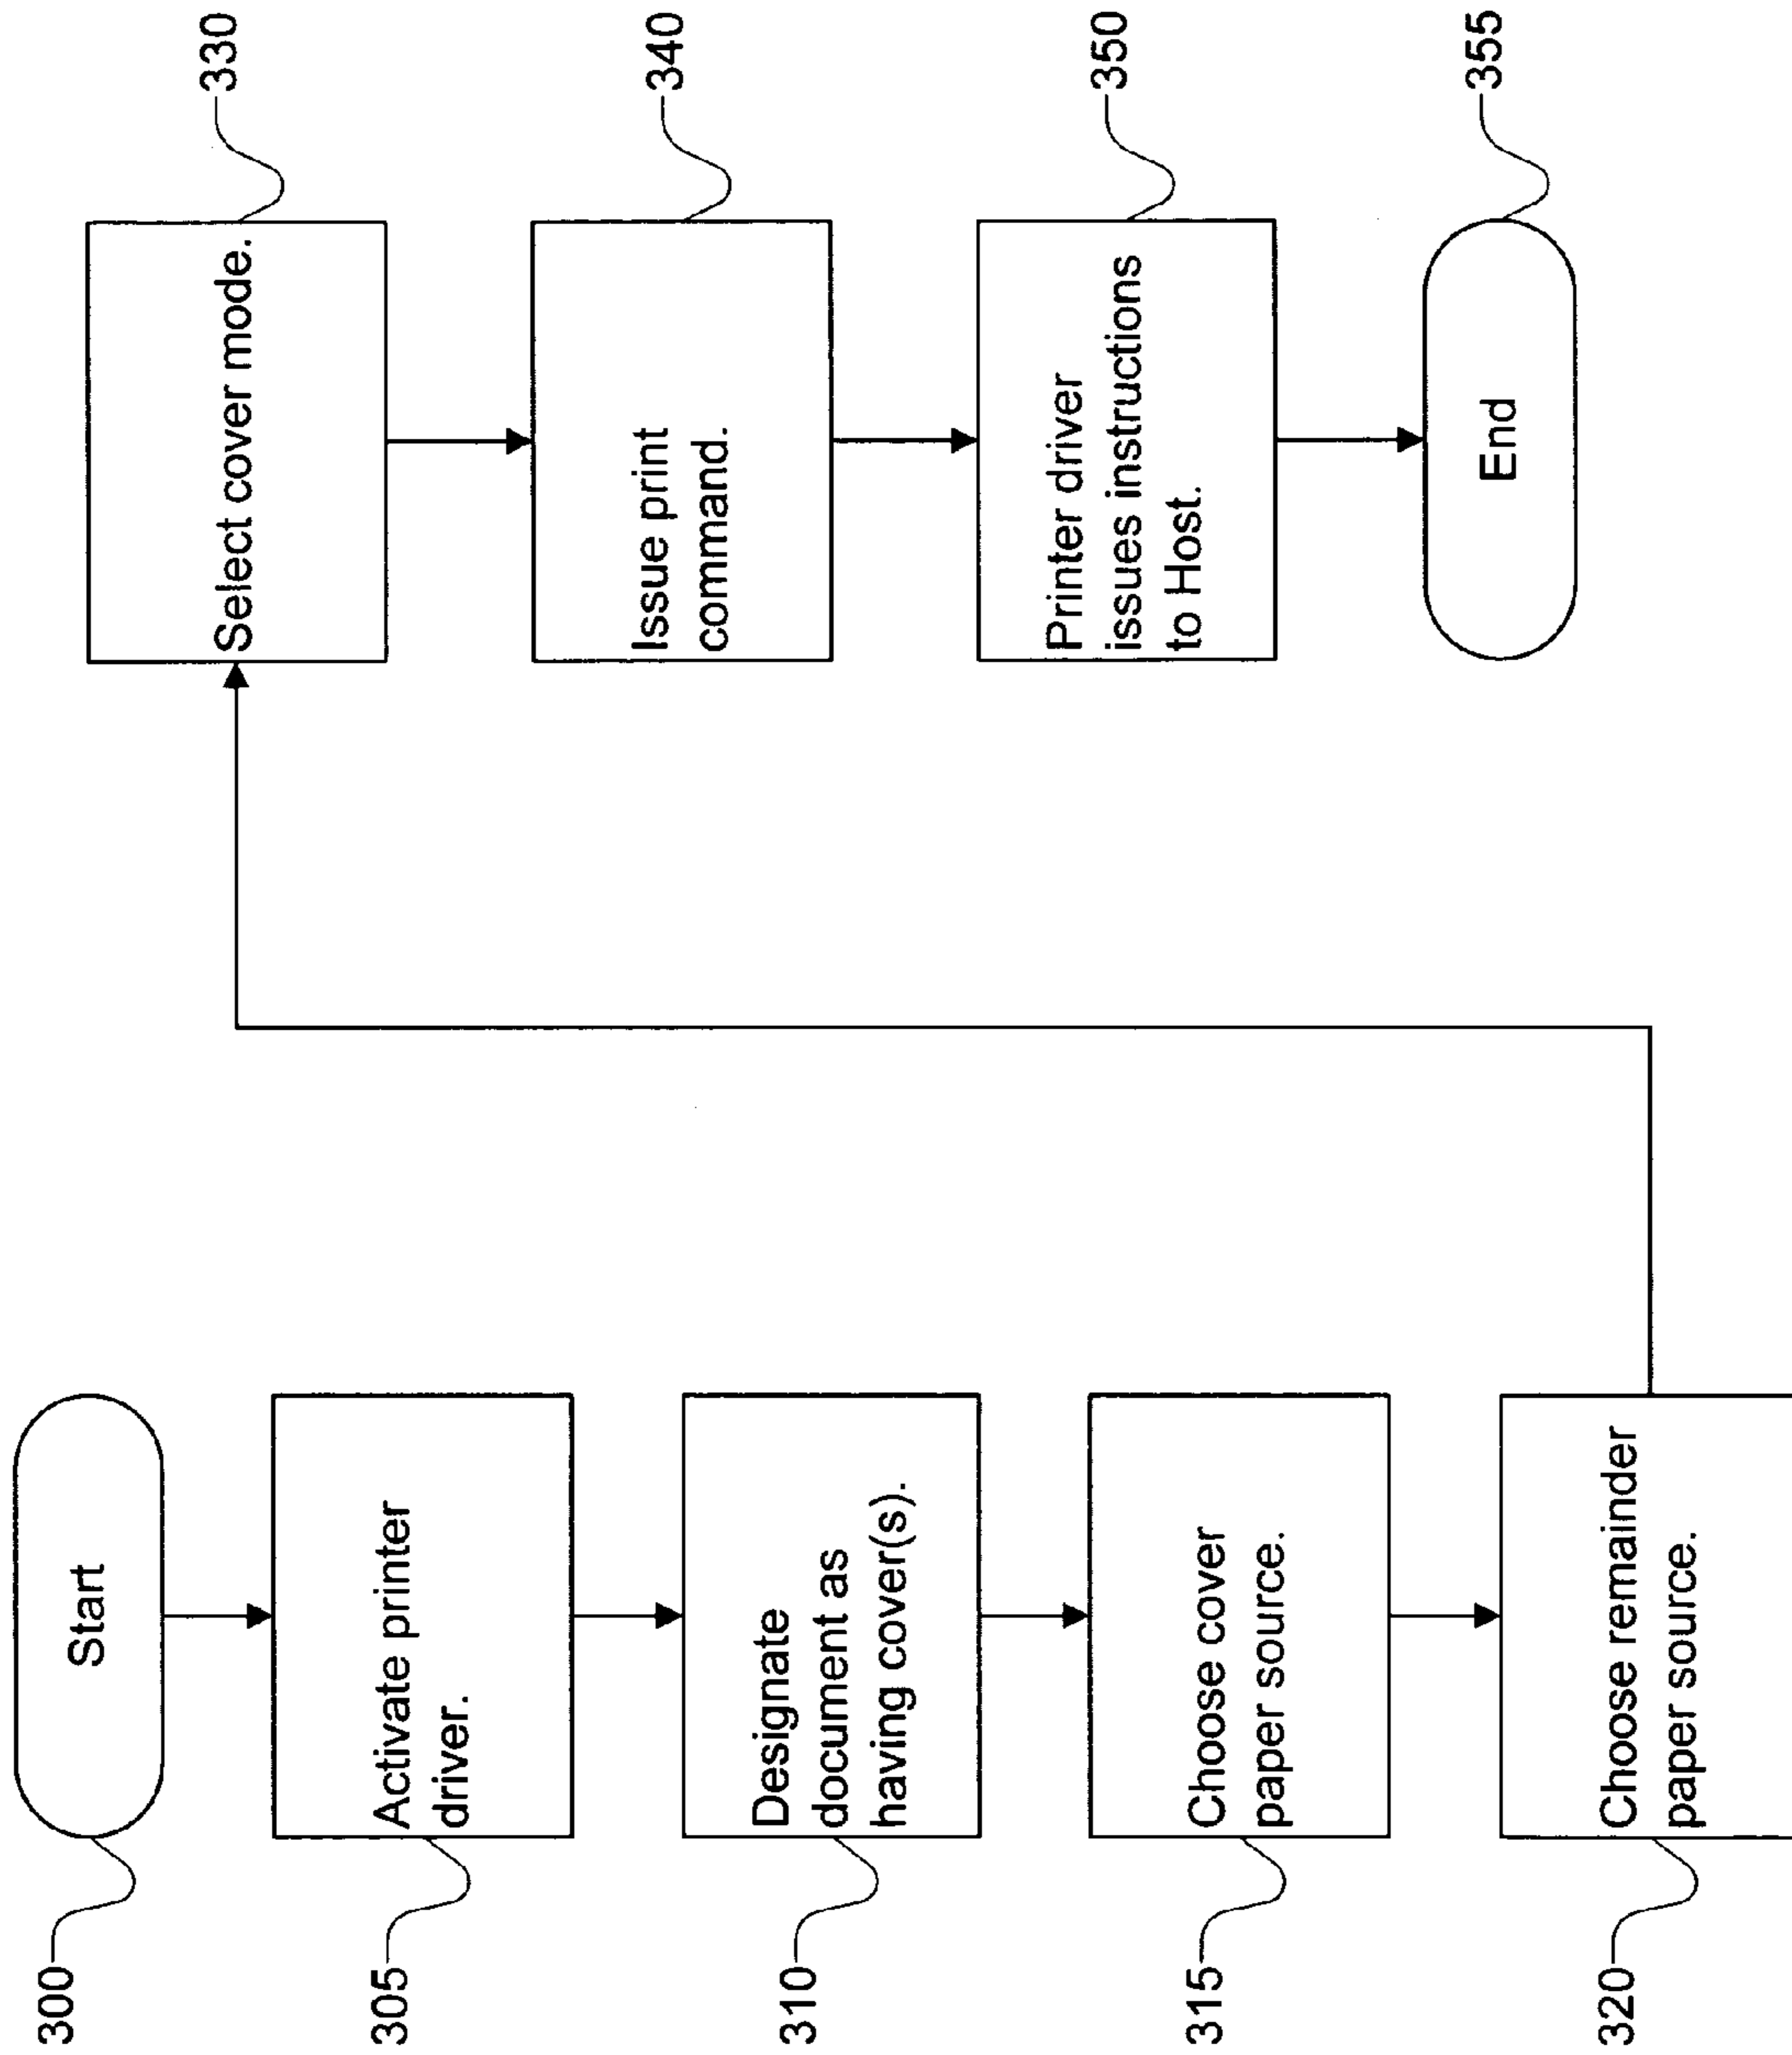 300
Start
305
Activate printer
driver.
310
Designate
document as
having cover(s).
315
Choose cover
paper source.
320
Choose remainder
paper source.
330
Select cover mode.
340
Issue print
command.
350
Printer driver
issues instructions
to Host.
355
End